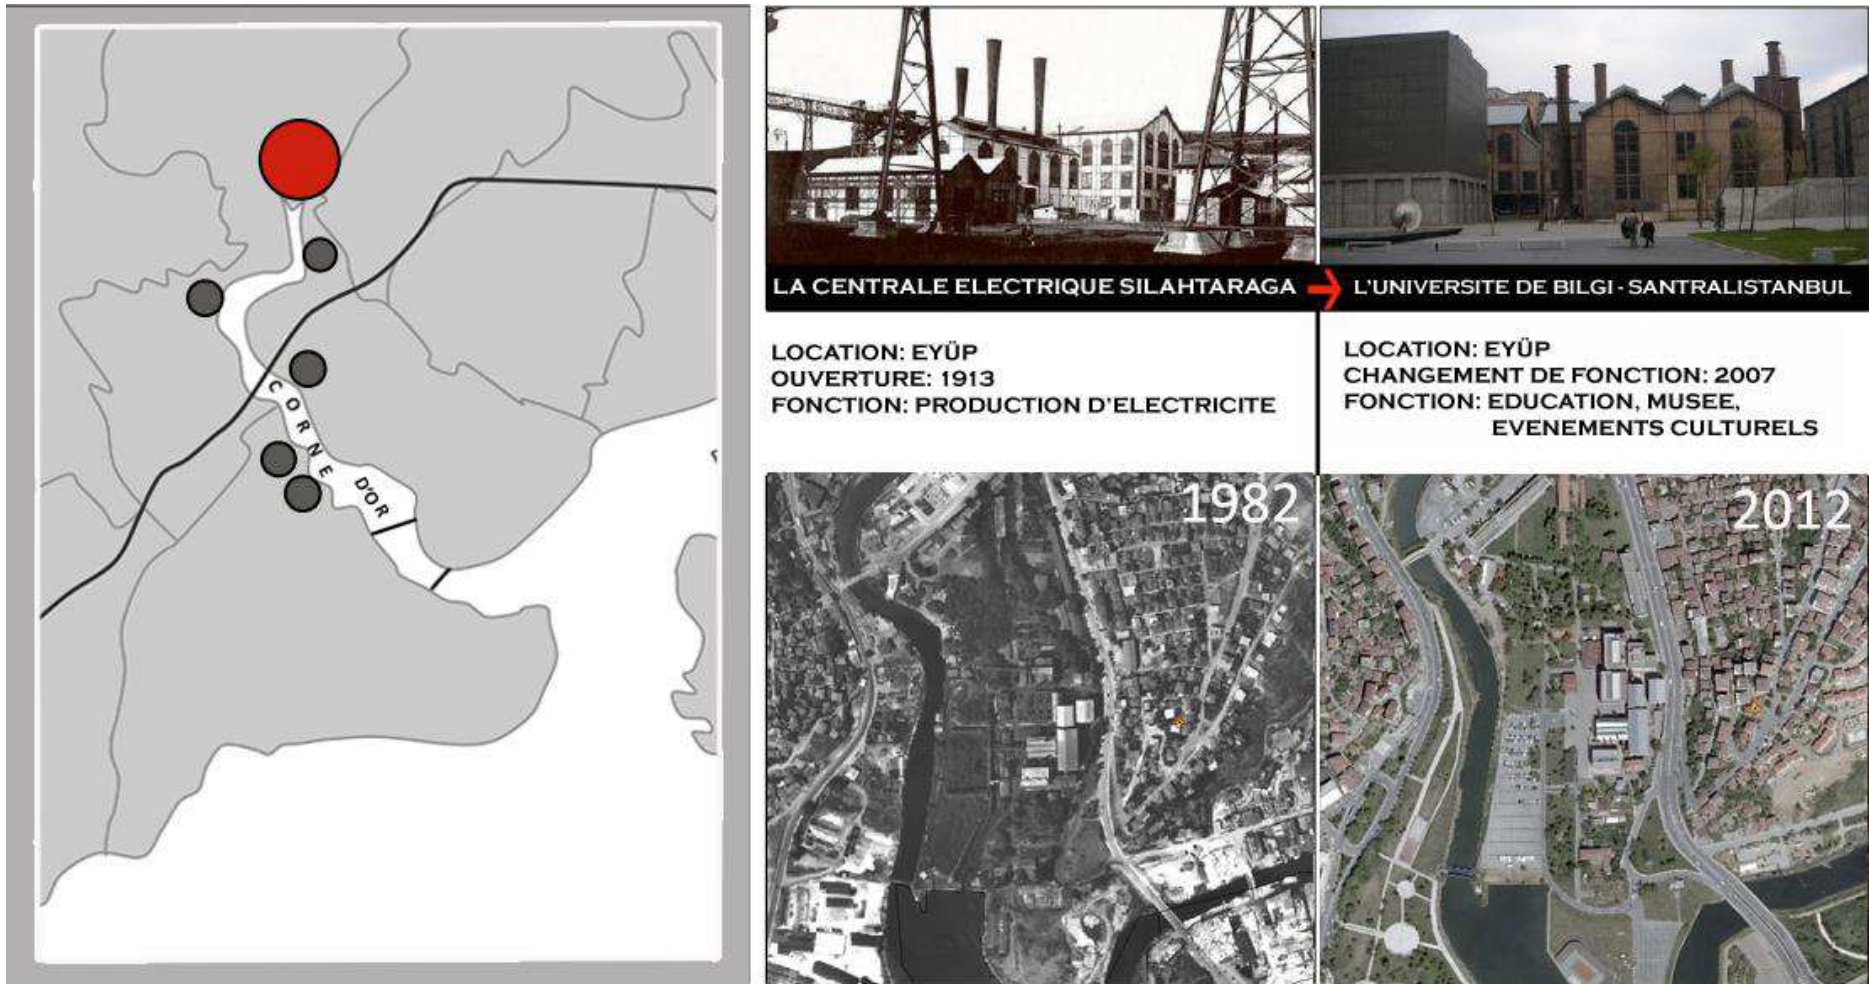 CORNE D'OR
LA CENTRALE ELECTRIQUE SILAHTARAGA
L'UNIVERSITE DE BILGI - SANTRALISTANBUL
LOCATION: EYÜP
OUVERTURE: 1913
FONCTION: PRODUCTION D'ELECTRICITE
LOCATION: EYÜP
CHANGEMENT DE FONCTION: 2007
FONCTION: EDUCATION, MUSEE,
EVENEMENTS CULTURELS
1982
2012